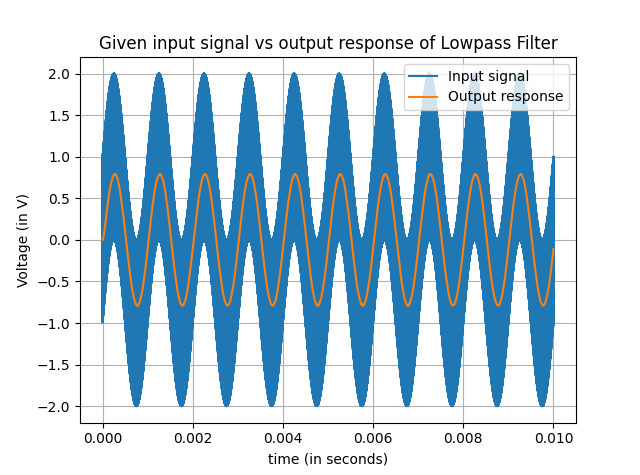 Given input signal vs output response of Lowpass Filter
Input signal
Output response
Voltage (in V)
2.0
1.5
1.0
0.5
0.0
−0.5
−1.0
−1.5
−2.0
0.000 0.002 0.004 0.006 0.008 0.010
time (in seconds)